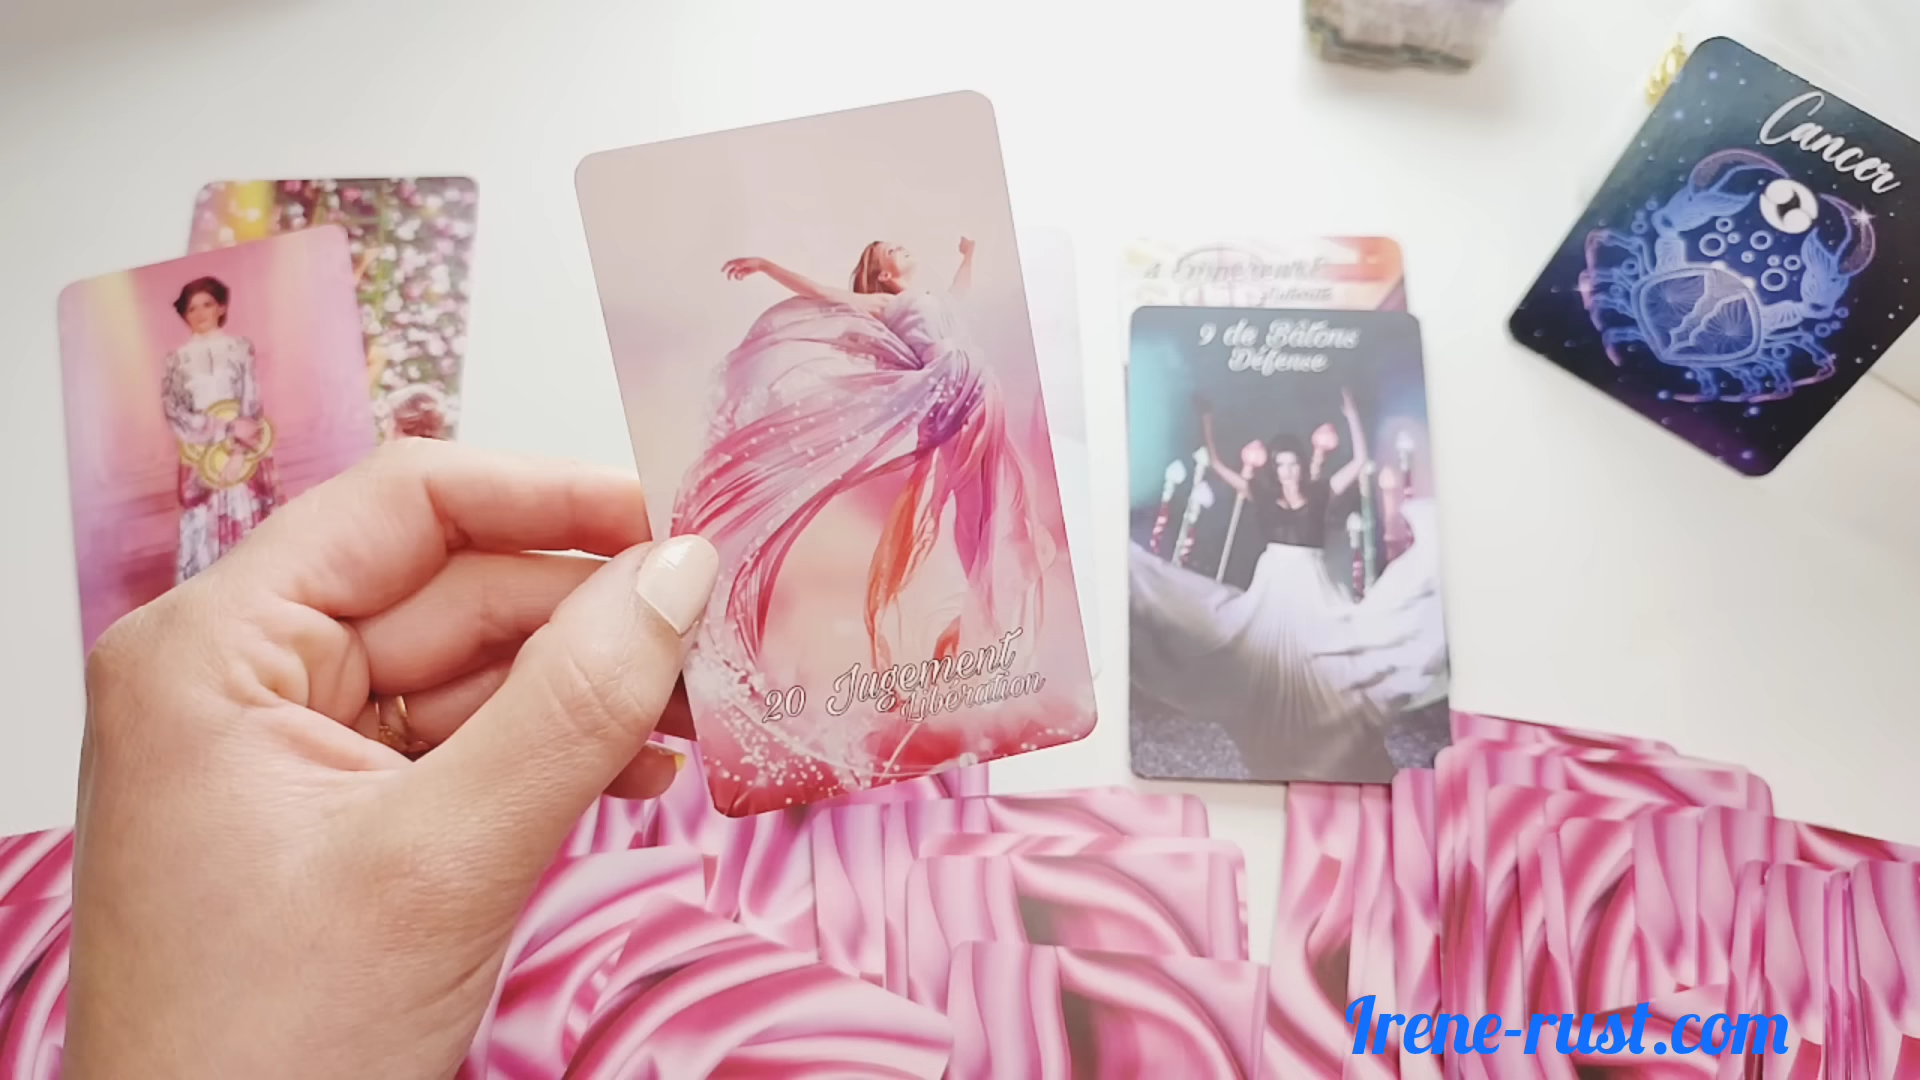 Cancer
9 de Bâtons
Défense
20 Jugement
Libération
Irene-rust.com